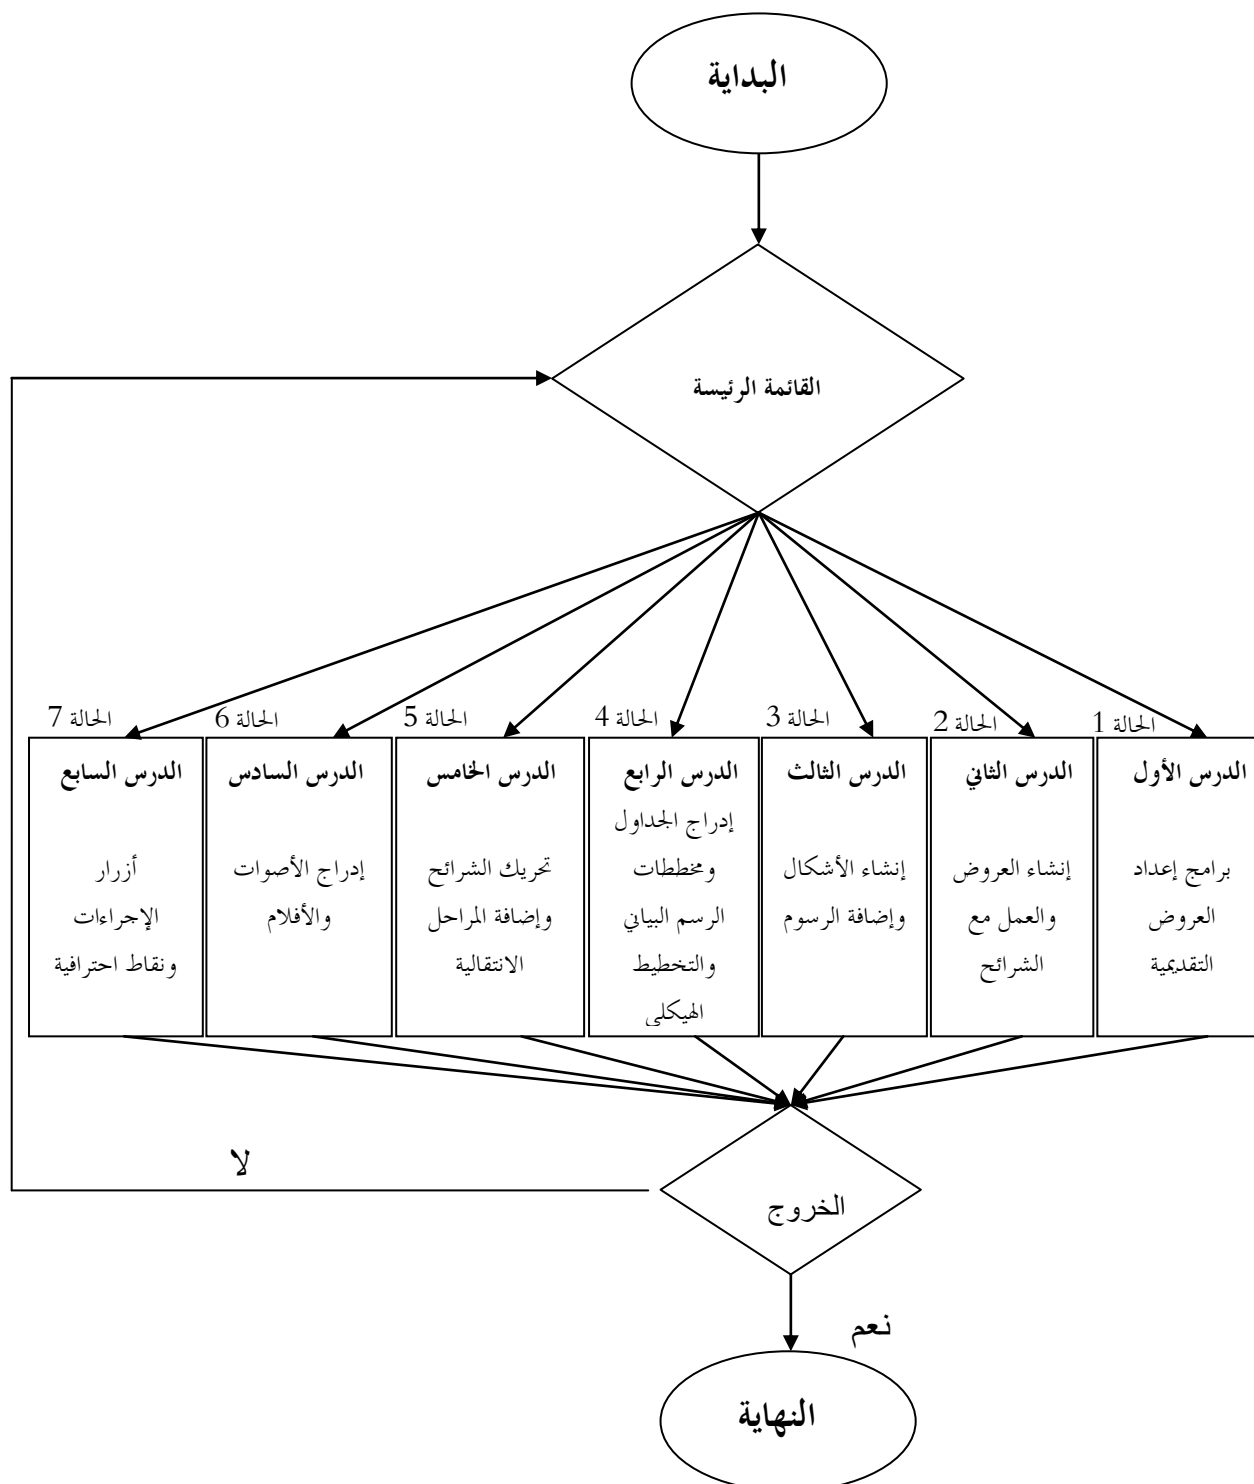 البداية
القائمة الرئيسة
الحالة 1
الحالة 2
الحالة 3
الحالة 4
الحالة 5
الحالة 6
الحالة 7
الدرس الأول
برامج إعداد
العروض
التقديمية
الدرس الثاني
إنشاء العروض
والعمل مع
الشرائح
الدرس الثالث
إنشاء الأشكال
وإضافة الرسوم
الدرس الرابع
إدراج الجداول
ومخططات
الرسم البياني
والتخطيط
الهيكلي
الدرس الخامس
تحريك الشرائح
وإضافة المراحل
الانتقالية
الدرس السادس
إدراج الأصوات
والأفلام
الدرس السابع
أزرار
الإجراءات
ونقاط احترافية
لا
الخروج
نعم
النهاية